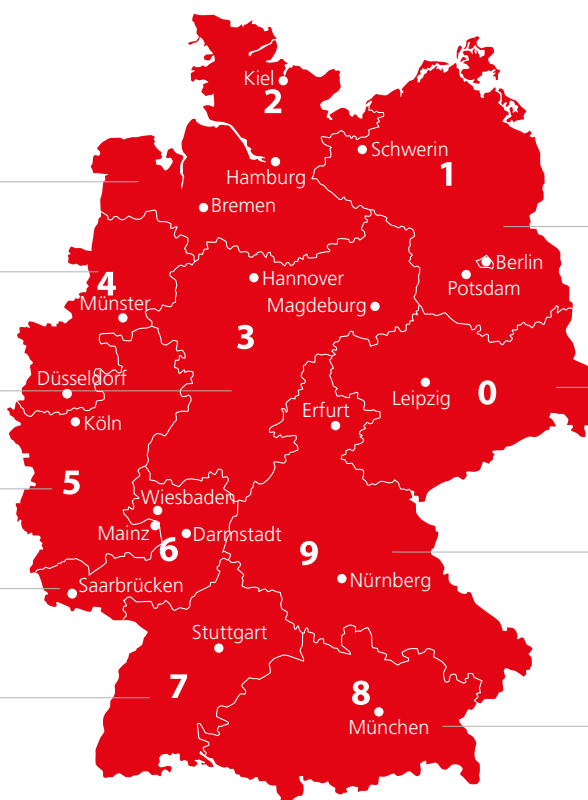 Kiel
2
Schwerin
Hamburg
1
Bremen
Berlin
4
Hannover
Potsdam
Münster
Magdeburg
3
Düsseldorf
Leipzig
0
Erfurt
Köln
5
Wiesbaden
Mainz
Darmstadt
6
9
Saarbrücken
Nürnberg
Stuttgart
7
8
München